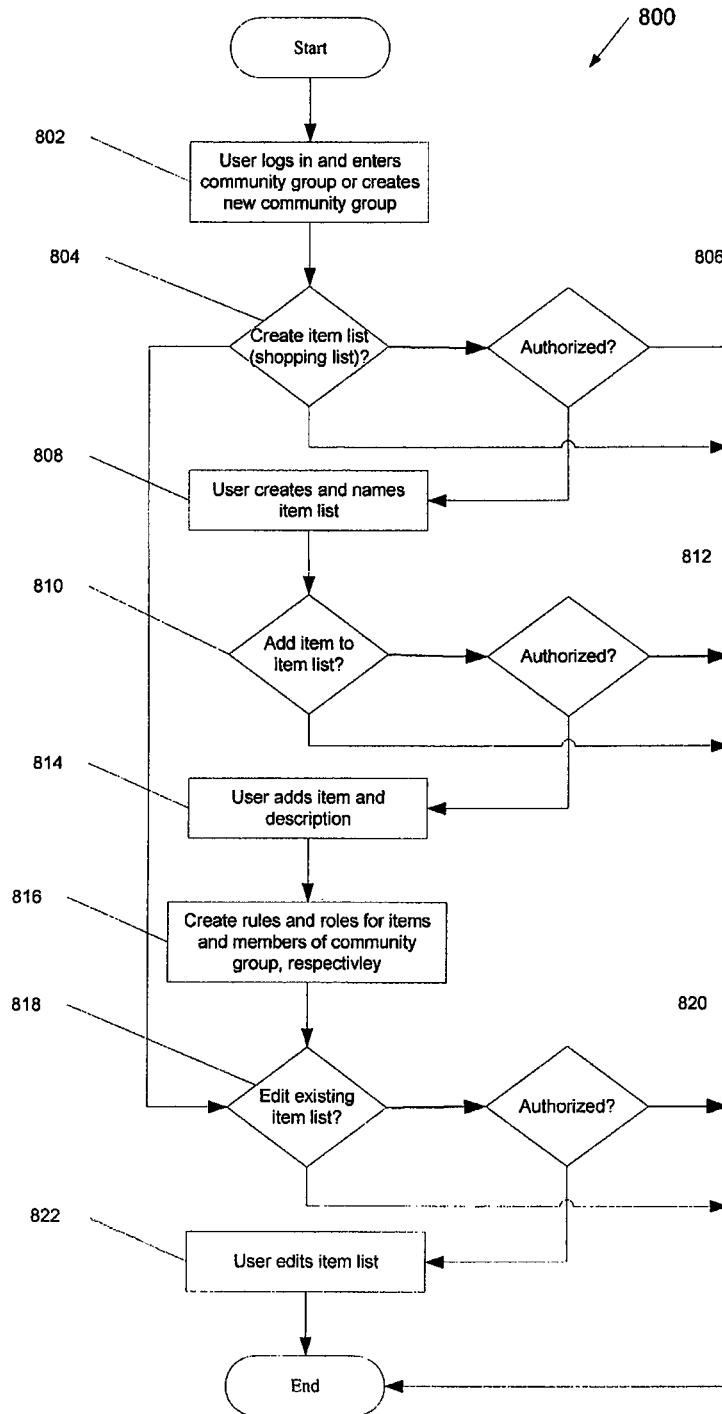 800
Start
802
User logs in and enters
community group or creates
new community group
804
806
Create item list
(shopping list)?
Authorized?
808
User creates and names
item list
810
812
Add item to
item list?
Authorized?
814
User adds item and
description
816
Create rules and roles for items
and members of community
group, respectivley
818
820
Edit existing
item list?
Authorized?
822
User edits item list
End